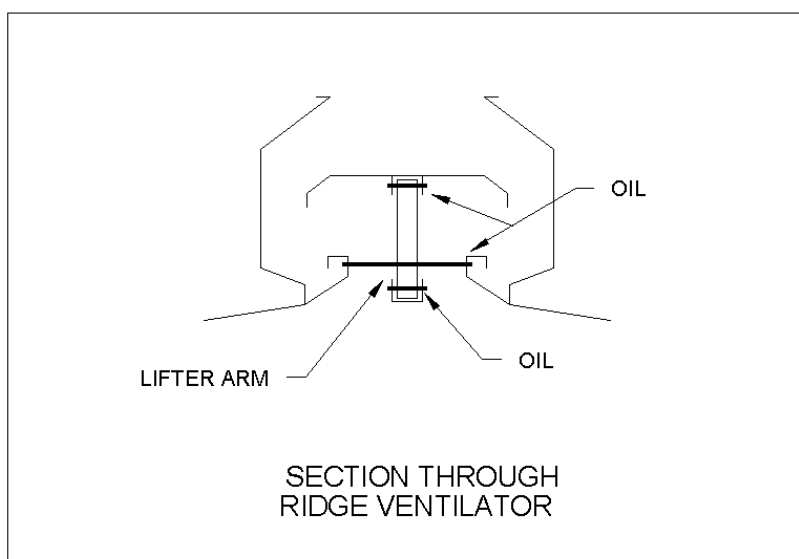 OIL
OIL
LIFTER ARM
SECTION THROUGH
RIDGE VENTILATOR